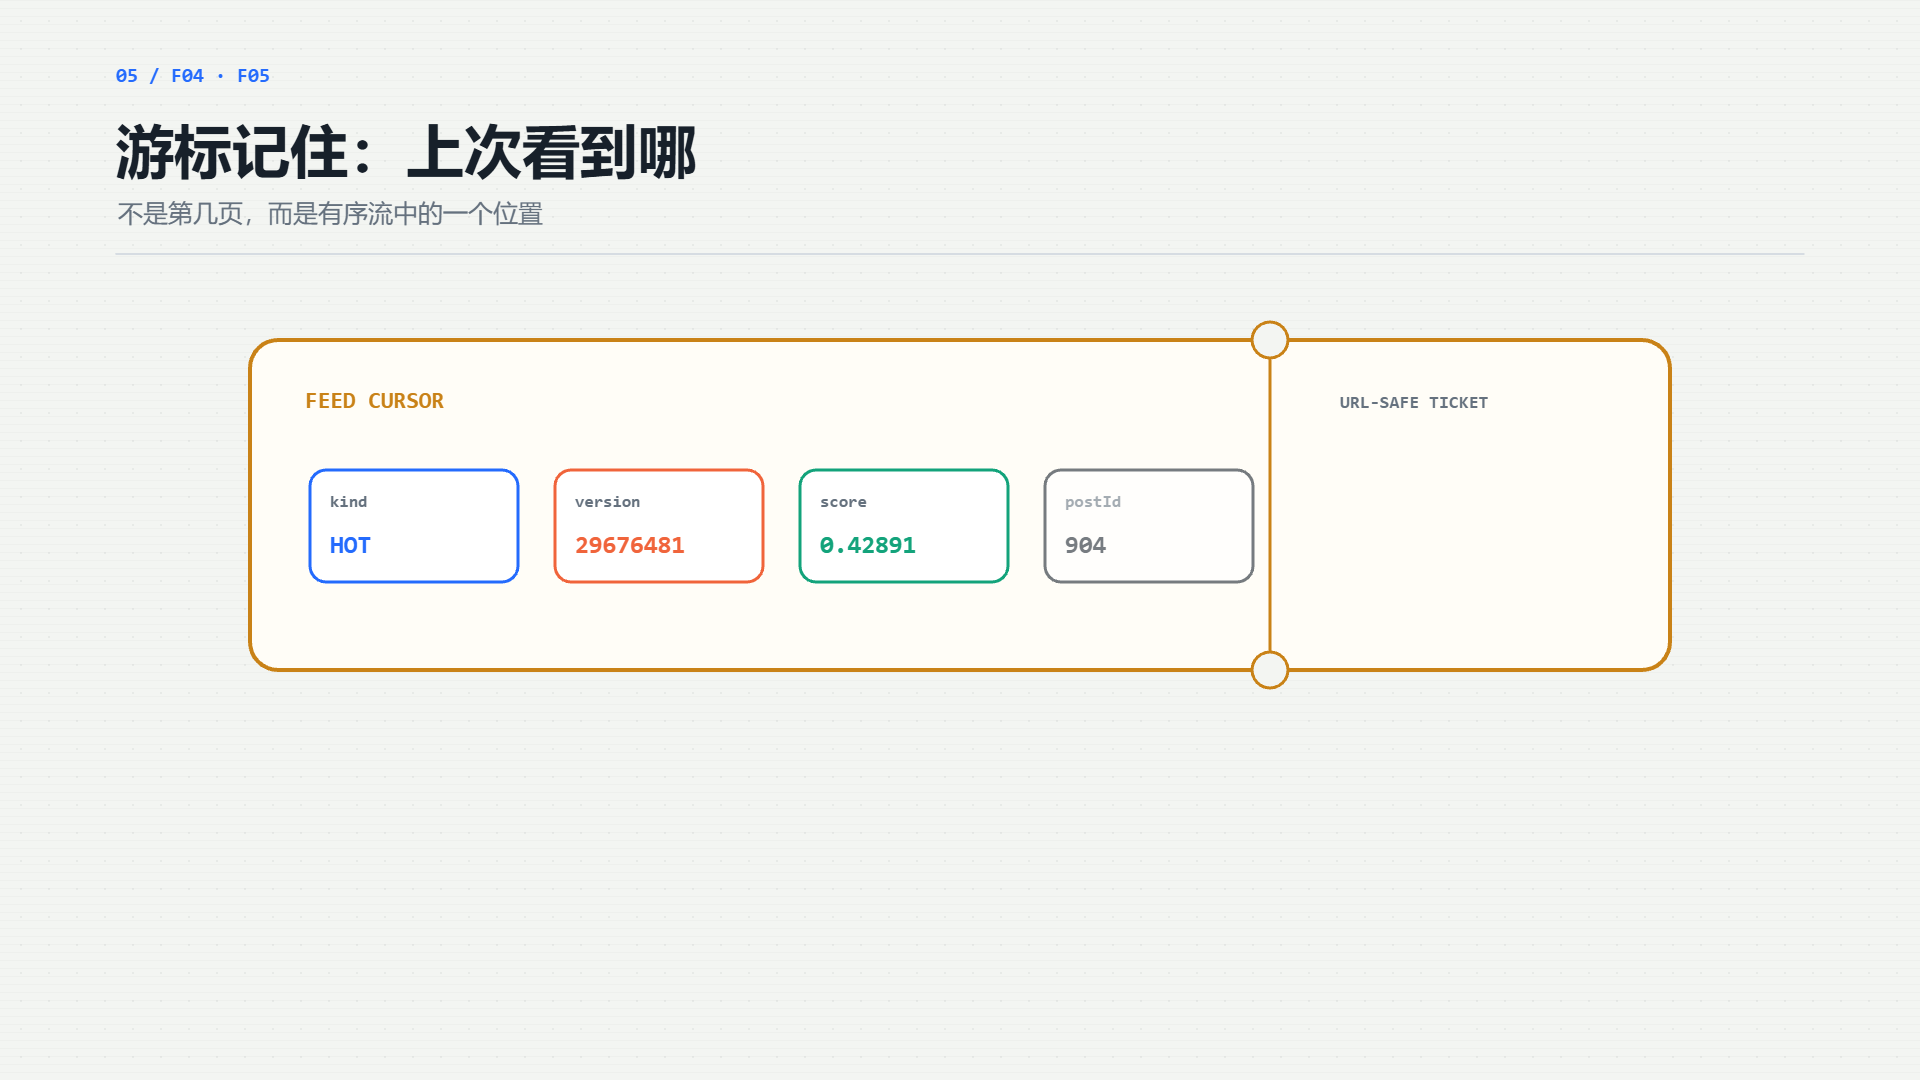 05 / F04 · F05
游标记住：上次看到哪
不是第几页，而是有序流中的一个位置
FEED CURSOR
URL-SAFE TICKET
kind
HOT
version
29676481
score
0.42891
postId
904